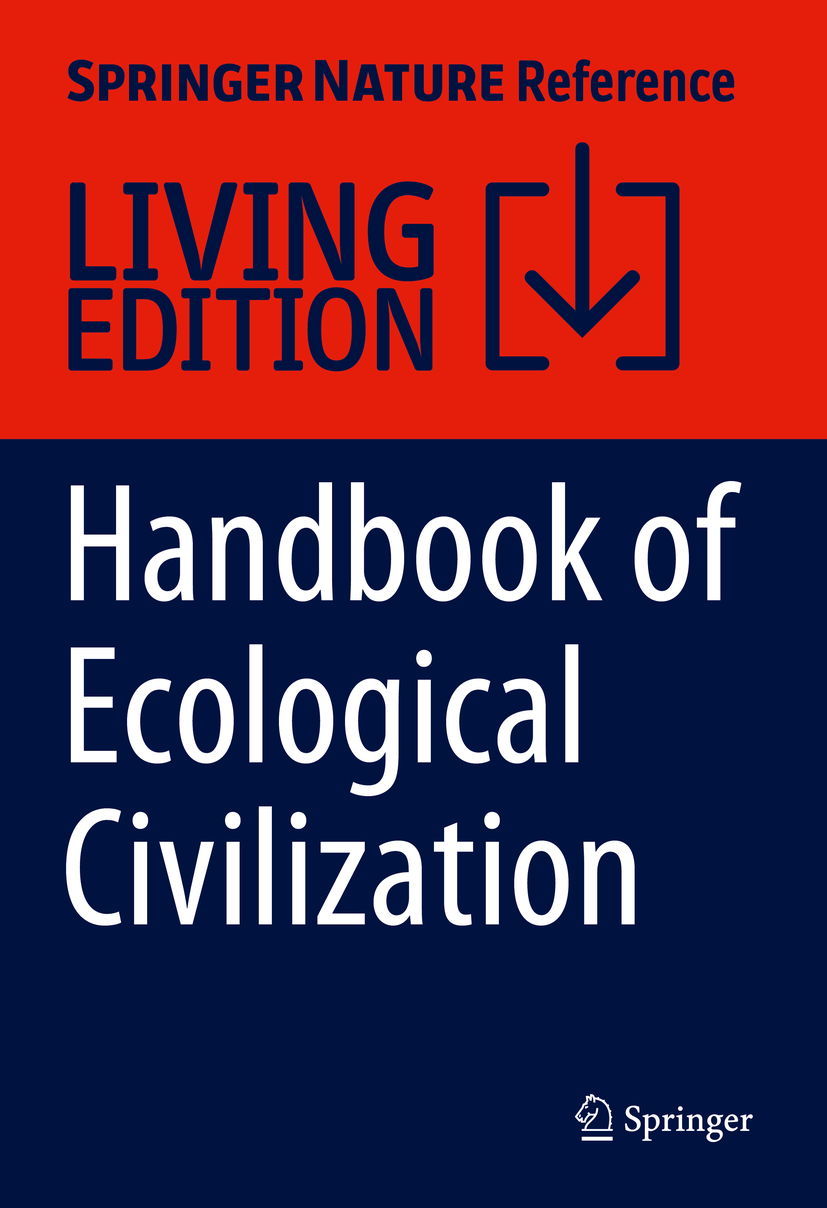 SPRINGER NATURE Reference
LIVING
EDITION
Handbook of
Ecological
Civilization
Springer